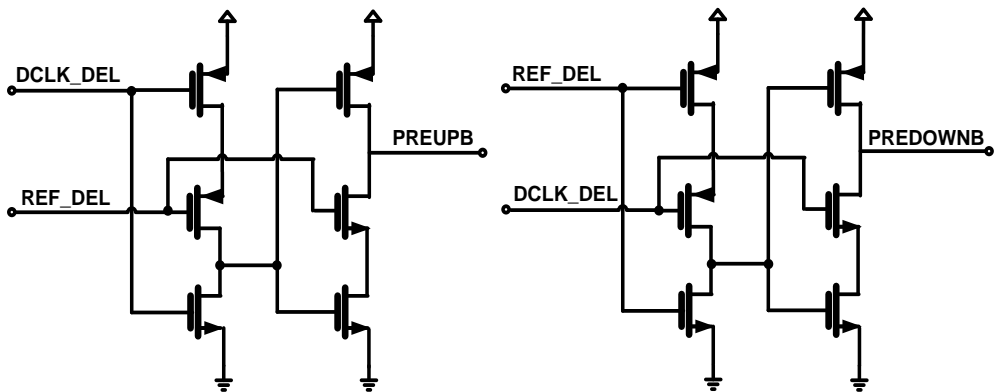 DCLK_DEL
REF_DEL
PREUPB
REF_DEL
DCLK_DEL
PREDOWNB